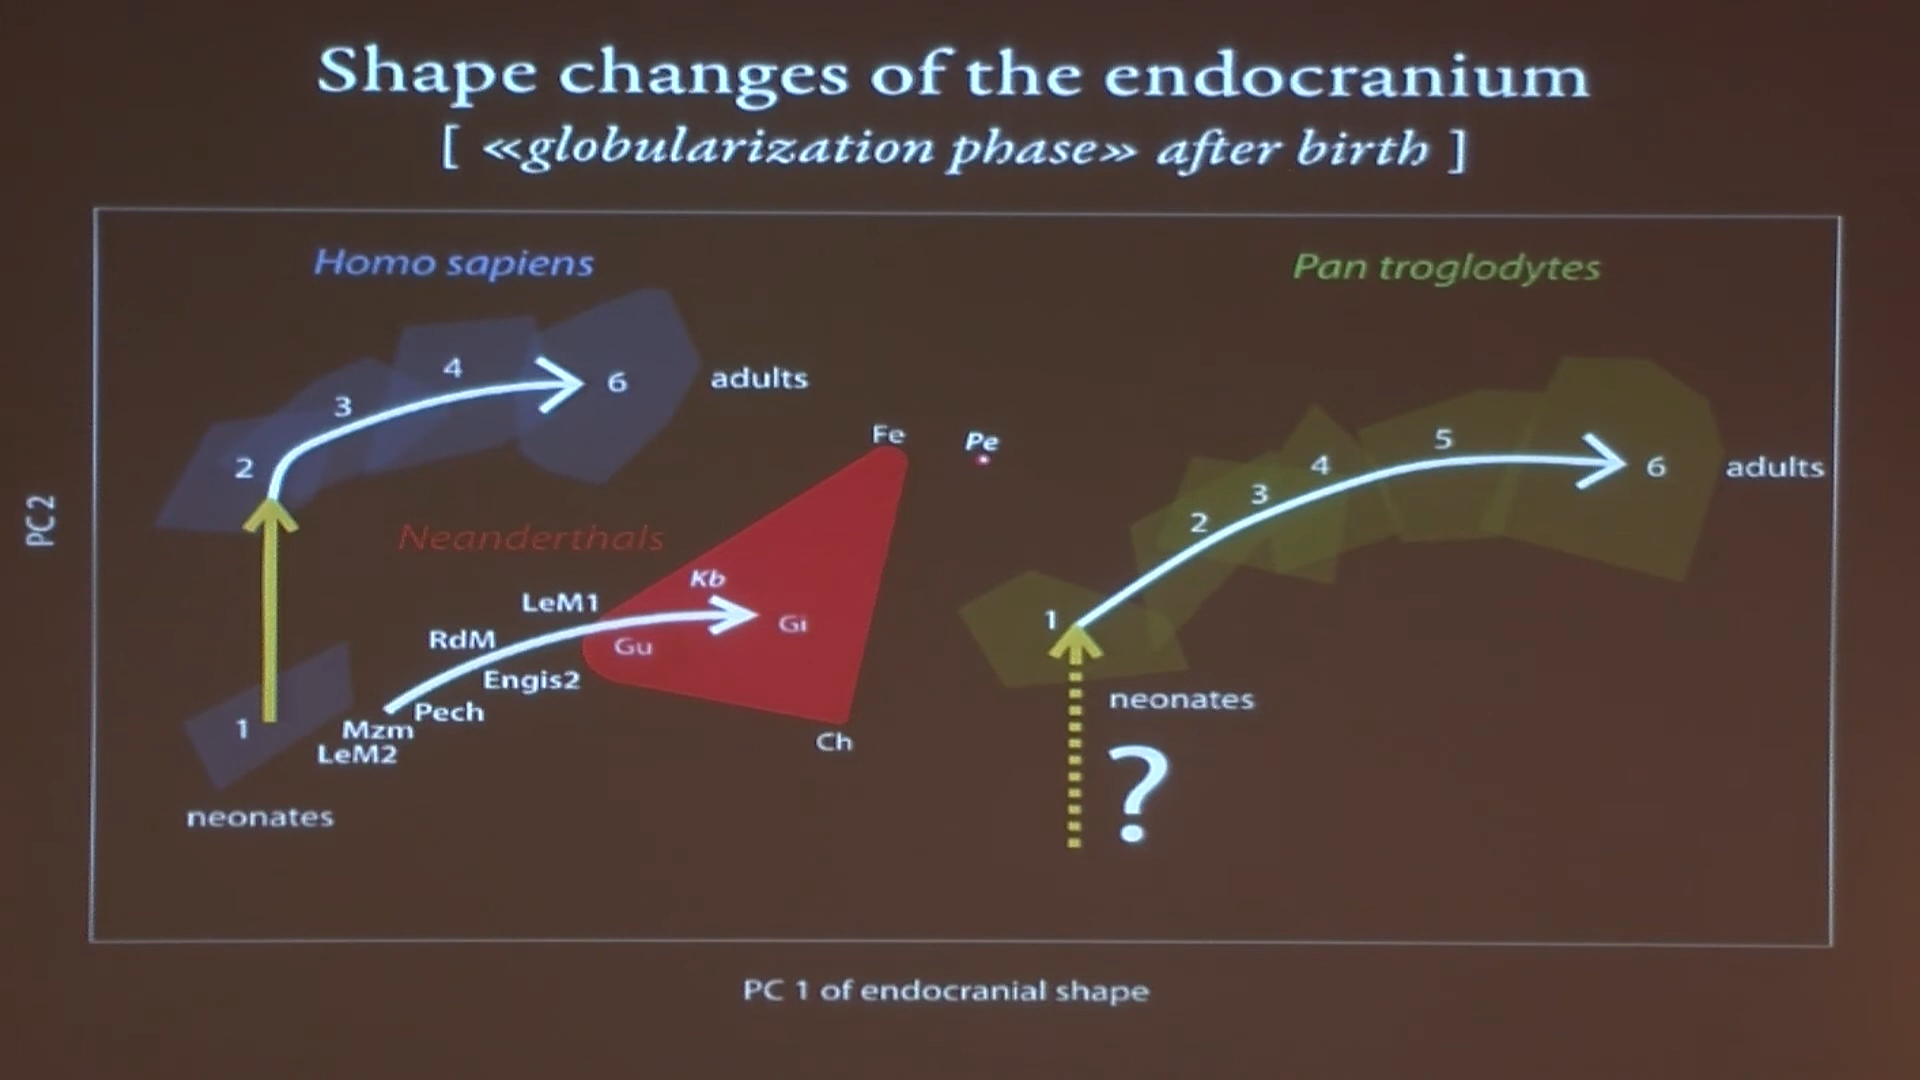 Shape changes of the endocranium
[ «globularization phase» after birth ]
Homo sapiens
Pan troglodytes
4
6
adults
3
2
Fe
Pe
5
4
6
adults
3
2
PC 2
Neanderthals
Kb
LeM1
Gi
RdM
Gu
Engis2
1
neonates
Pech
1
Mzm
LeM2
Ch
?
neonates
PC 1 of endocranial shape